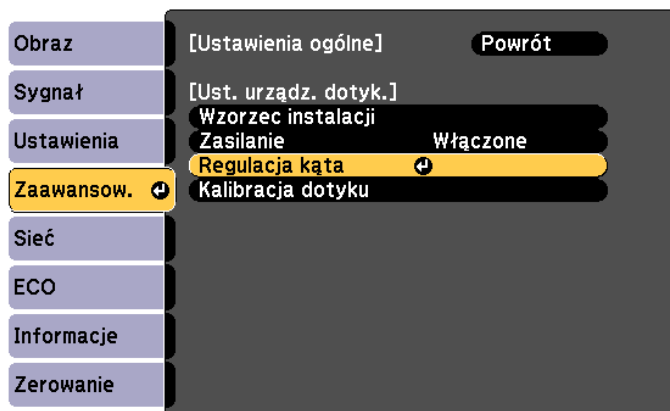 Obraz
Sygnał
Ustawienia
Zaawansow.
Sieć
ECO
Informacje
Zerowanie
[Ustawienia ogólne] Powrót
[Ust. urządz. dotyk.]
Wzorzec instalacji
Zasilanie Włączone
Regulacja kąta
Kalibracja dotyku